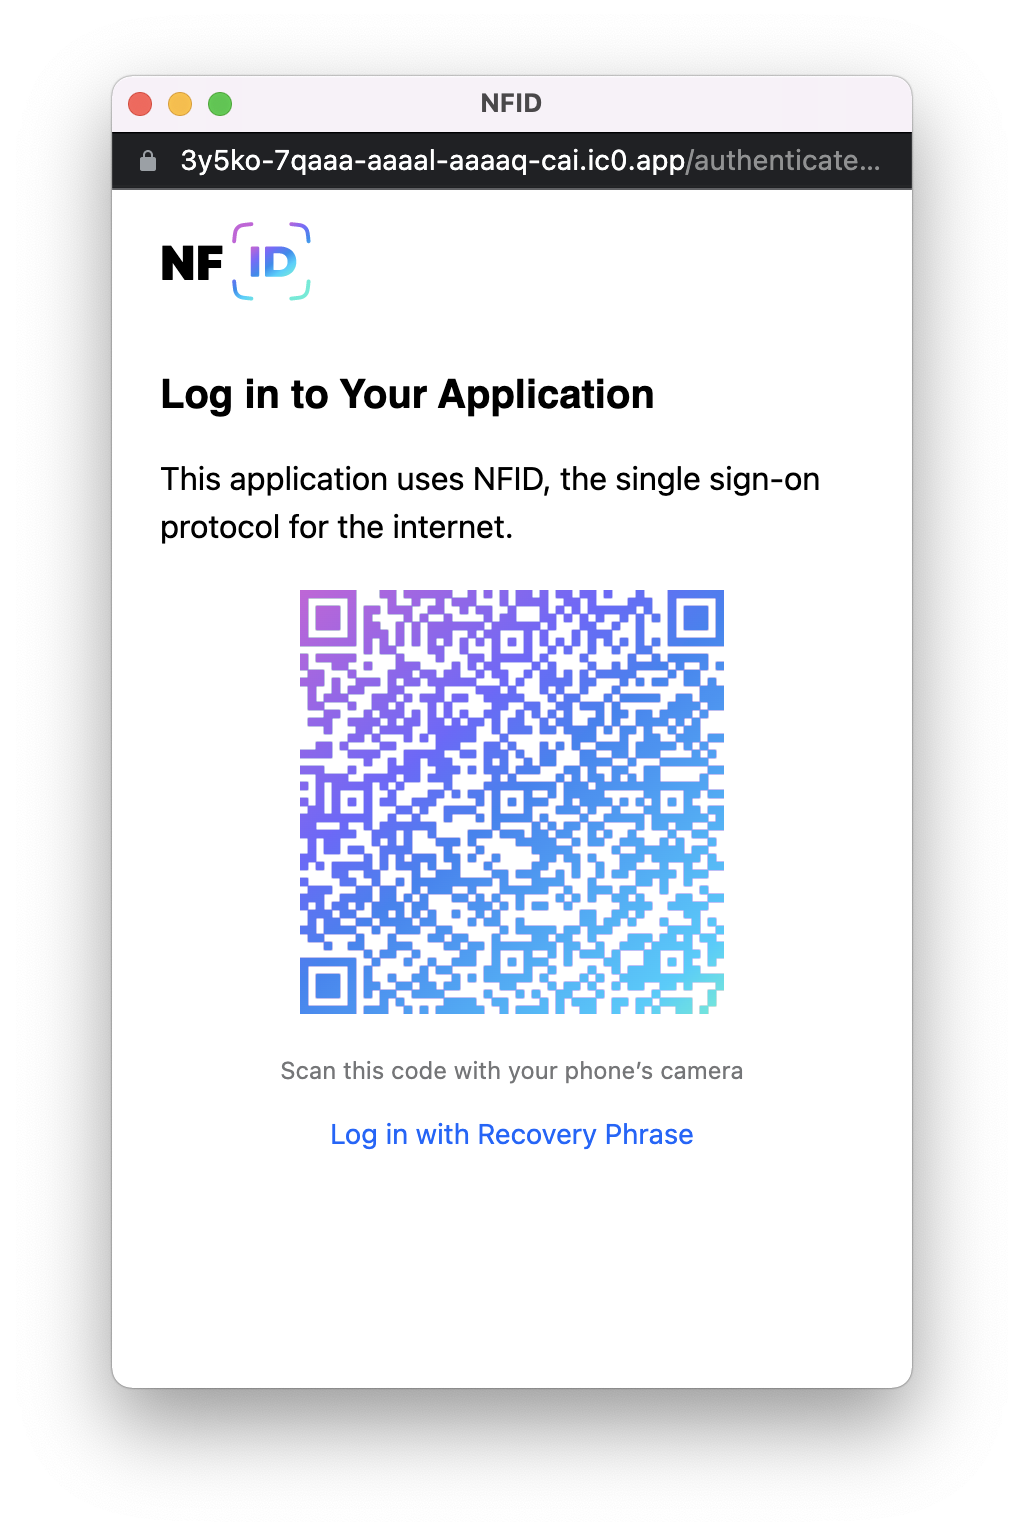 NFID
3y5ko-7qaaa-aaaal-aaaaq-cai.ic0.app/authenticate...
NFID
Log in to Your Application
This application uses NFID, the single sign-on
protocol for the internet.
Scan this code with your phone’s camera
Log in with Recovery Phrase